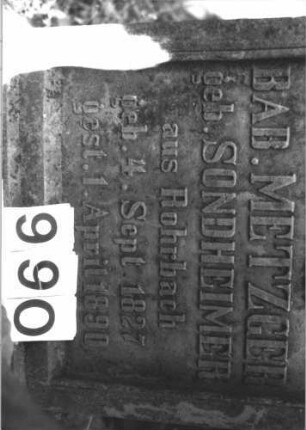 BAB. METZGER
geb. SONDHEIMER
aus Rohrbach
geb. 4. Sept. 1827
gest. 1. April 1890
990